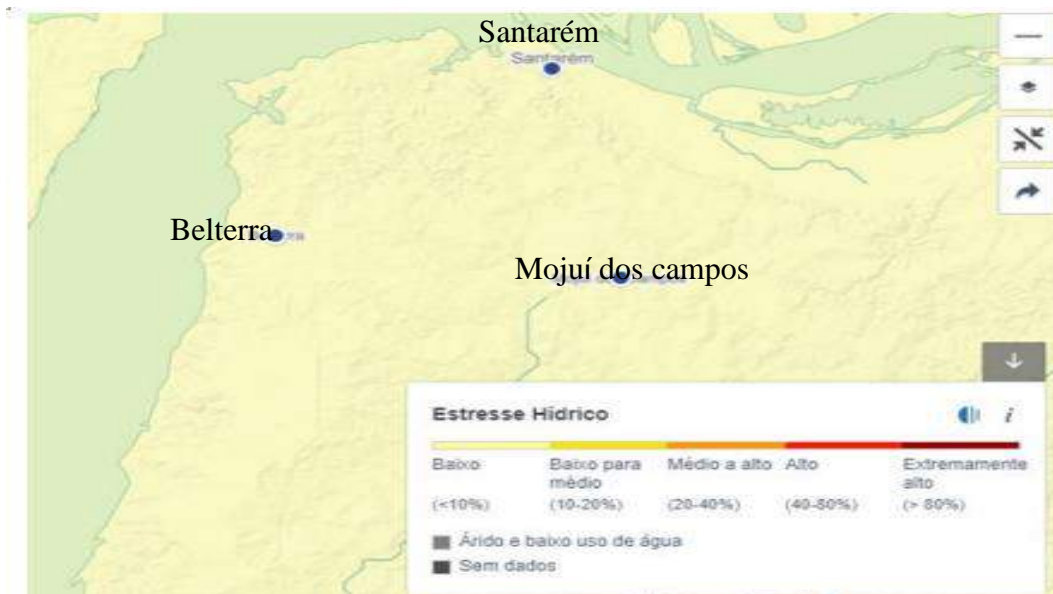 Santarém
Santarém
Belterra
Mojuí dos campos
Estresse Hídrico
i
Baixo
Baixo para médio
Médio a alto
Alto
Extremamente alto
(<10%)
(10-20%)
(20-40%)
(40-80%)
(> 80%)
Árido e baixo uso de água
Sem dados